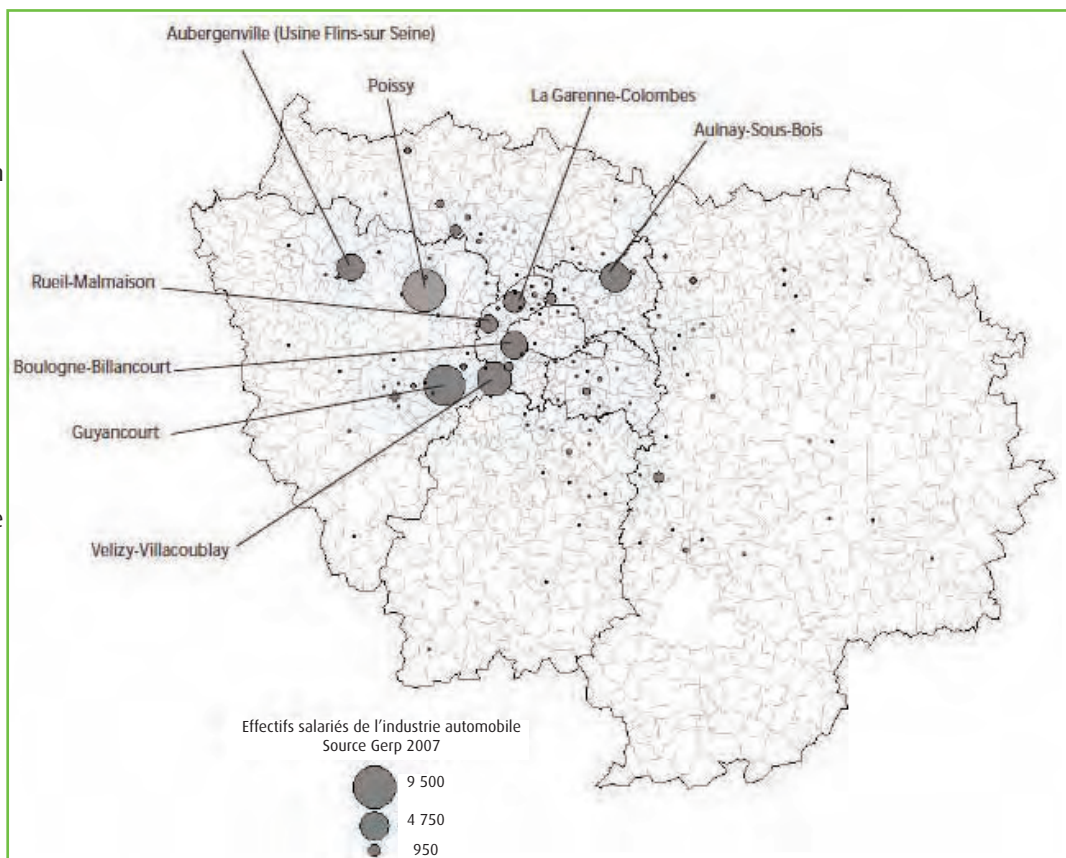 Aubergenville (Usine Flins-sur Seine)
Poissy
La Garenne-Colombes
Aulnay-Sous-Bois
Rueil-Malmaison
Boulogne-Billancourt
Guyancourt
Velizy-Villacoublay
Effectifs salariés de l'industrie automobile
Source Gerp 2007
9 500
4 750
950